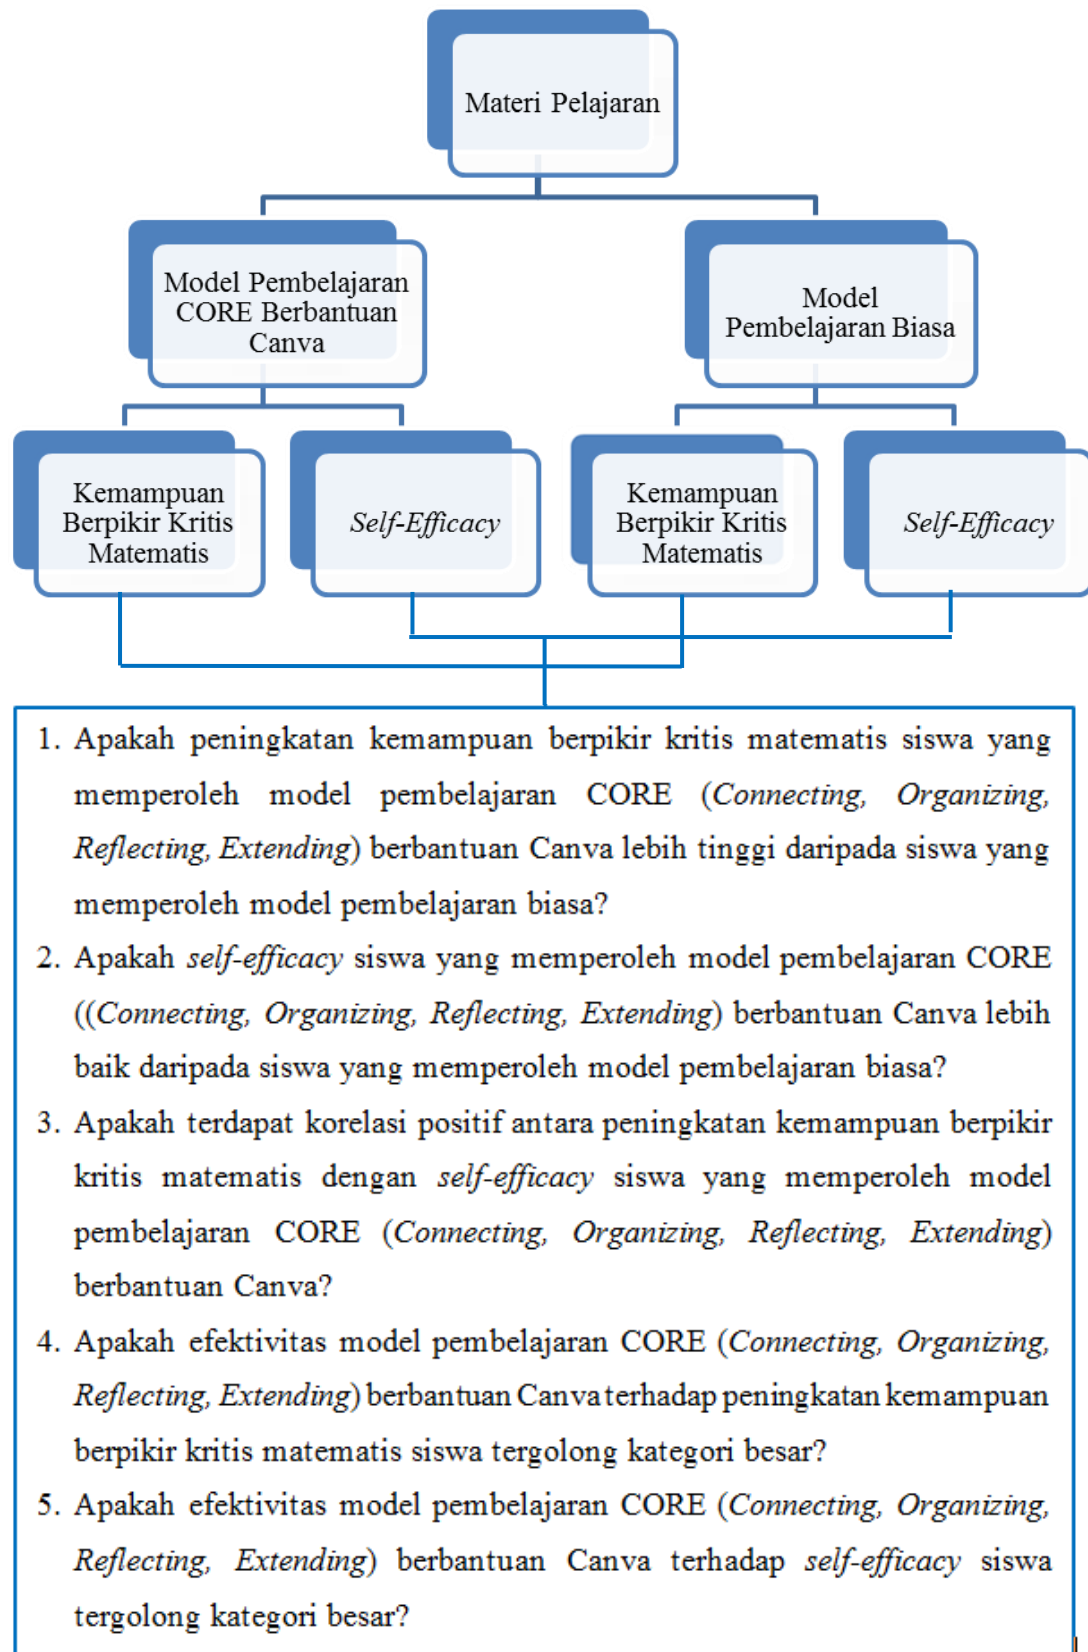 Materi Pelajaran
Model Pembelajaran
CORE Berbantuan
Canva
Model
Pembelajaran Biasa
Kemampuan
Berpikir Kritis
Matematis
Self-Efficacy
Kemampuan
Berpikir Kritis
Matematis
Self-Efficacy
1. Apakah peningkatan kemampuan berpikir kritis matematis siswa yang
memperoleh model pembelajaran CORE (Connecting, Organizing,
Reflecting, Extending) berbantuan Canva lebih tinggi daripada siswa yang
memperoleh model pembelajaran biasa?
2. Apakah self-efficacy siswa yang memperoleh model pembelajaran CORE
((Connecting, Organizing, Reflecting, Extending) berbantuan Canva lebih
baik daripada siswa yang memperoleh model pembelajaran biasa?
3. Apakah terdapat korelasi positif antara peningkatan kemampuan berpikir
kritis matematis dengan self-efficacy siswa yang memperoleh model
pembelajaran CORE (Connecting, Organizing, Reflecting, Extending)
berbantuan Canva?
4. Apakah efektivitas model pembelajaran CORE (Connecting, Organizing,
Reflecting, Extending) berbantuan Canva terhadap peningkatan kemampuan
berpikir kritis matematis siswa tergolong kategori besar?
5. Apakah efektivitas model pembelajaran CORE (Connecting, Organizing,
Reflecting, Extending) berbantuan Canva terhadap self-efficacy siswa
tergolong kategori besar?